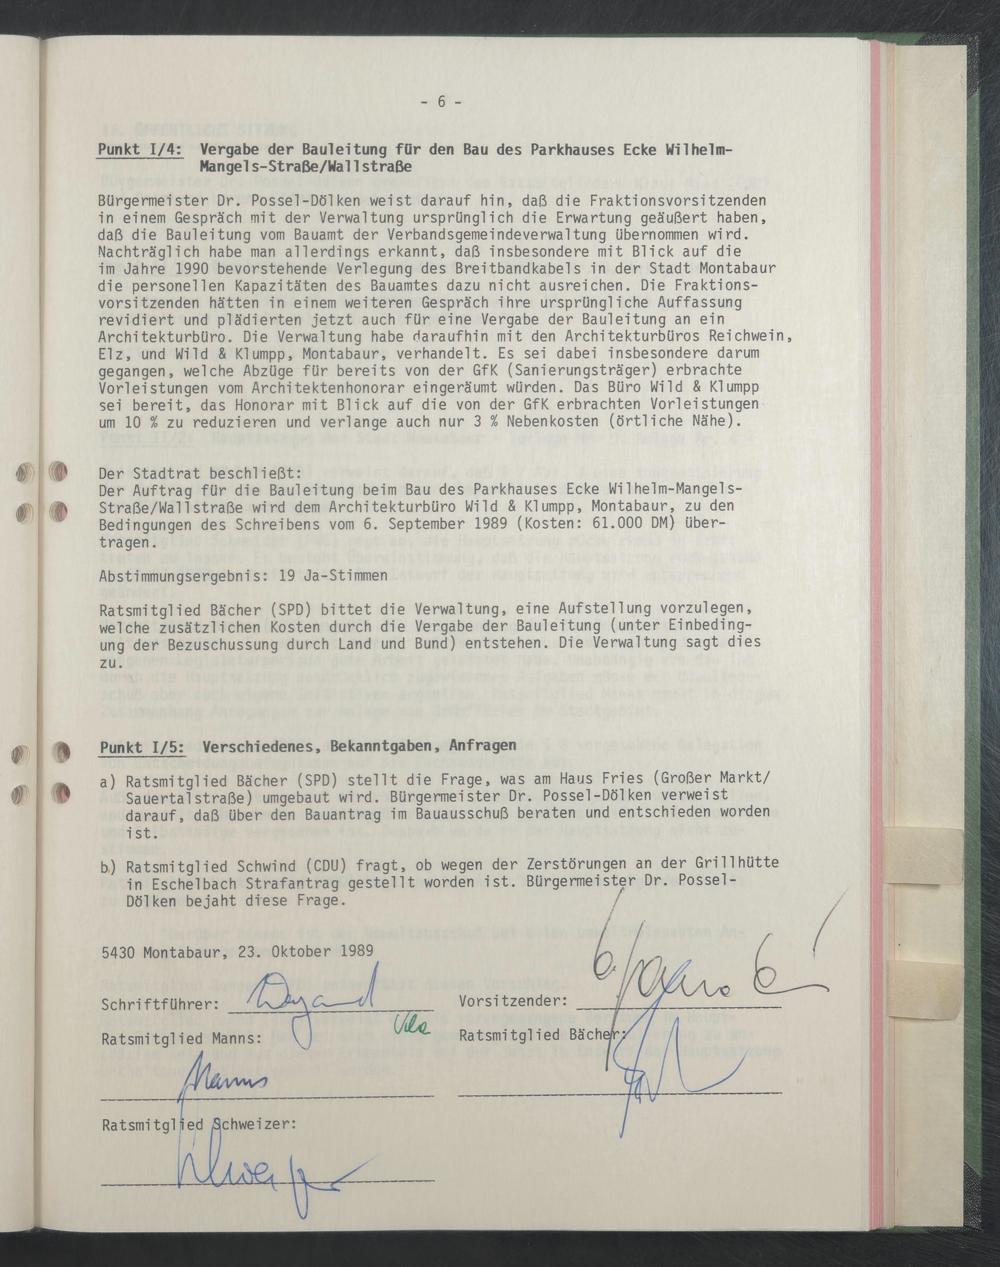 - 6 -
Punkt I/4: Vergabe der Bauleitung für den Bau des Parkhauses Ecke Wilhelm-
Mangels-Straße/Wallstraße
Bürgermeister Dr. Possel-Dölken weist darauf hin, daß die Fraktionsvorsitzenden
in einem Gespräch mit der Verwaltung ursprünglich die Erwartung geäußert haben,
daß die Bauleitung vom Bauamt der Verbandsgemeindeverwaltung übernommen wird.
Nachträglich habe man allerdings erkannt, daß insbesondere mit Blick auf die
im Jahre 1990 bevorstehende Verlegung des Breitbandkabels in der Stadt Montabaur
die personellen Kapazitäten des Bauamtes dazu nicht ausreichen. Die Fraktions-
vorsitzenden hätten in einem weiteren Gespräch ihre ursprüngliche Auffassung
revidiert und plädierten jetzt auch für eine Vergabe der Bauleitung an ein
Architekturbüro. Die Verwaltung habe daraufhin mit den Architekturbüros Reichwein,
Elz, und Wild & Klumpp, Montabaur, verhandelt. Es sei dabei insbesondere darum
gegangen, welche Abzüge für bereits von der GfK (Sanierungsträger) erbrachte
Vorleistungen vom Architektenhonorar eingeräumt würden. Das Büro Wild & Klumpp
sei bereit, das Honorar mit Blick auf die von der GfK erbrachten Vorleistungen
um 10 % zu reduzieren und verlange auch nur 3 % Nebenkosten (örtliche Nähe).
Der Stadtrat beschließt:
Der Auftrag für die Bauleitung beim Bau des Parkhauses Ecke Wilhelm-Mangels-
Straße/Wallstraße wird dem Architekturbüro Wild & Klumpp, Montabaur, zu den
Bedingungen des Schreibens vom 6. September 1989 (Kosten: 61.000 DM) über-
tragen.
Abstimmungsergebnis: 19 Ja-Stimmen
Ratsmitglied Bächer (SPD) bittet die Verwaltung, eine Aufstellung vorzulegen,
welche zusätzlichen Kosten durch die Vergabe der Bauleitung (unter Einbeding-
ung der Bezuschussung durch Land und Bund) entstehen. Die Verwaltung sagt dies
zu.
Punkt I/5: Verschiedenes, Bekanntgaben, Anfragen
a) Ratsmitglied Bächer (SPD) stellt die Frage, was am Haus Fries (Großer Markt/
Sauertalstraße) umgebaut wird. Bürgermeister Dr. Possel-Dölken verweist
darauf, daß über den Bauantrag im Bauausschuß beraten und entschieden worden
ist.
b) Ratsmitglied Schwind (CDU) fragt, ob wegen der Zerstörungen an der Grillhütte
in Eschelbach Strafantrag gestellt worden ist. Bürgermeister Dr. Possel-
Dölken bejaht diese Frage.
5430 Montabaur, 23. Oktober 1989
Schriftführer:
Vorsitzender:
Ratsmitglied Manns:
Ratsmitglied Bächer:
Manns
Ratsmitglied Schweizer: